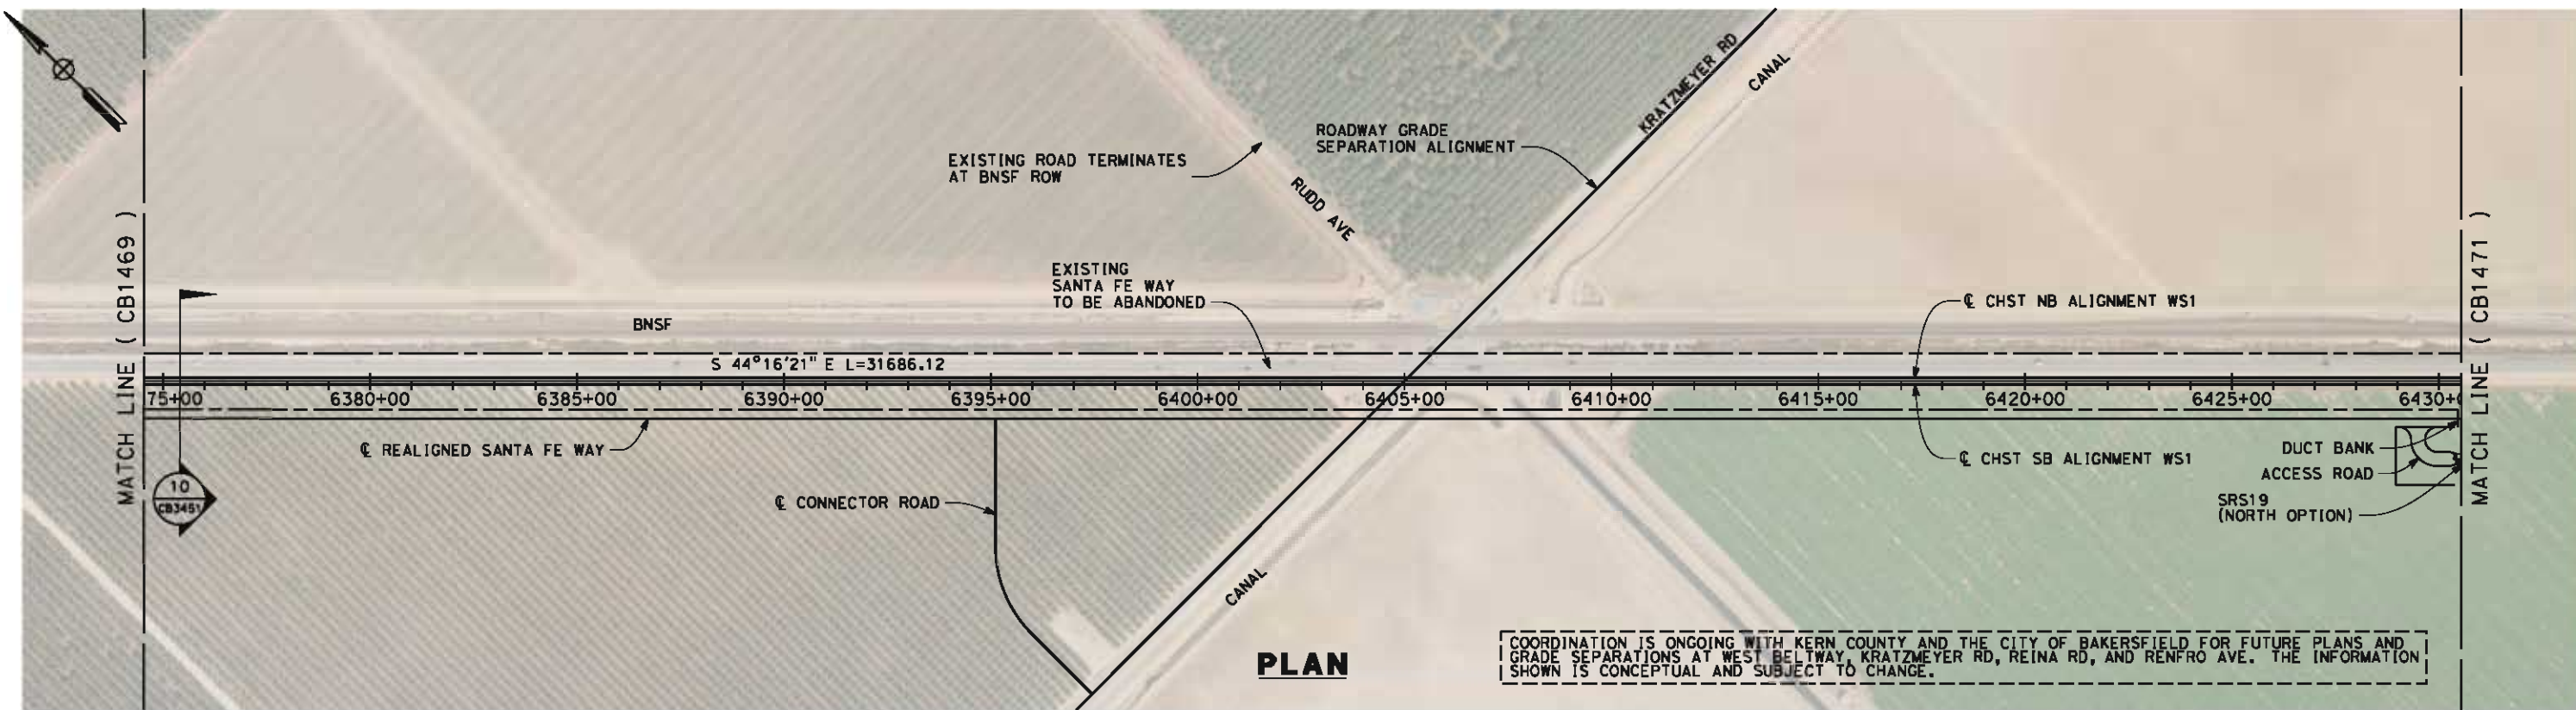 KRATZMEYER RD
CANAL
ROADWAY GRADE
SEPARATION ALIGNMENT
EXISTING ROAD TERMINATES
AT BNSF ROW
RUDD AVE
MATCH LINE ( CB1469 )
EXISTING
SANTA FE WAY
TO BE ABANDONED
℄ CHST NB ALIGNMENT WS1
MATCH LINE ( CB1471 )
BNSF
S 44°16'21" E L=31686.12
75+00 6380+00 6385+00 6390+00 6395+00 6400+00 6405+00 6410+00 6415+00 6420+00 6425+00 6430+0
℄ REALIGNED SANTA FE WAY
℄ CHST SB ALIGNMENT WS1
DUCT BANK
ACCESS ROAD
SRS19
(NORTH OPTION)
10
CB3451
℄ CONNECTOR ROAD
CANAL
PLAN
COORDINATION IS ONGOING WITH KERN COUNTY AND THE CITY OF BAKERSFIELD FOR FUTURE PLANS AND
GRADE SEPARATIONS AT WEST BELTWAY, KRATZMEYER RD, REINA RD, AND RENFRO AVE. THE INFORMATION
SHOWN IS CONCEPTUAL AND SUBJECT TO CHANGE.